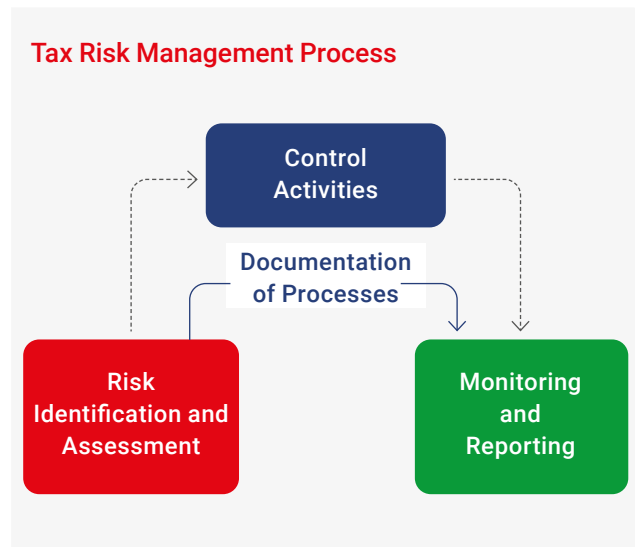 Tax Risk Management Process
Control
Activities
Documentation
of Processes
Risk
Identification and
Assessment
Monitoring
and
Reporting